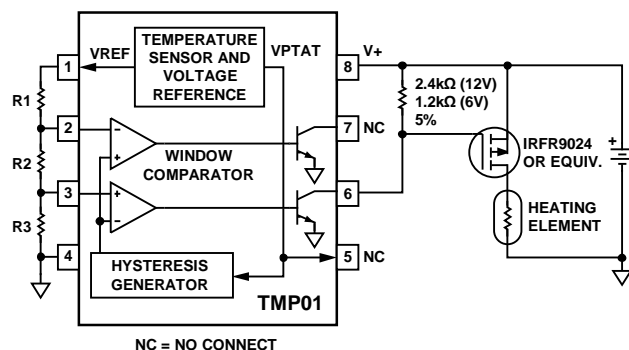 TEMPERATURE
SENSOR AND
VOLTAGE
REFERENCE
VREF
VPTAT
1
2
3
4
R1
R2
R3
8
7
6
5
V+
NC
NC
2.4kΩ (12V)
1.2kΩ (6V)
5%
IRFR9024
OR EQUIV.
HEATING
ELEMENT
+
−
+
+
−
WINDOW
COMPARATOR
HYSTERESIS
GENERATOR
TMP01
NC = NO CONNECT